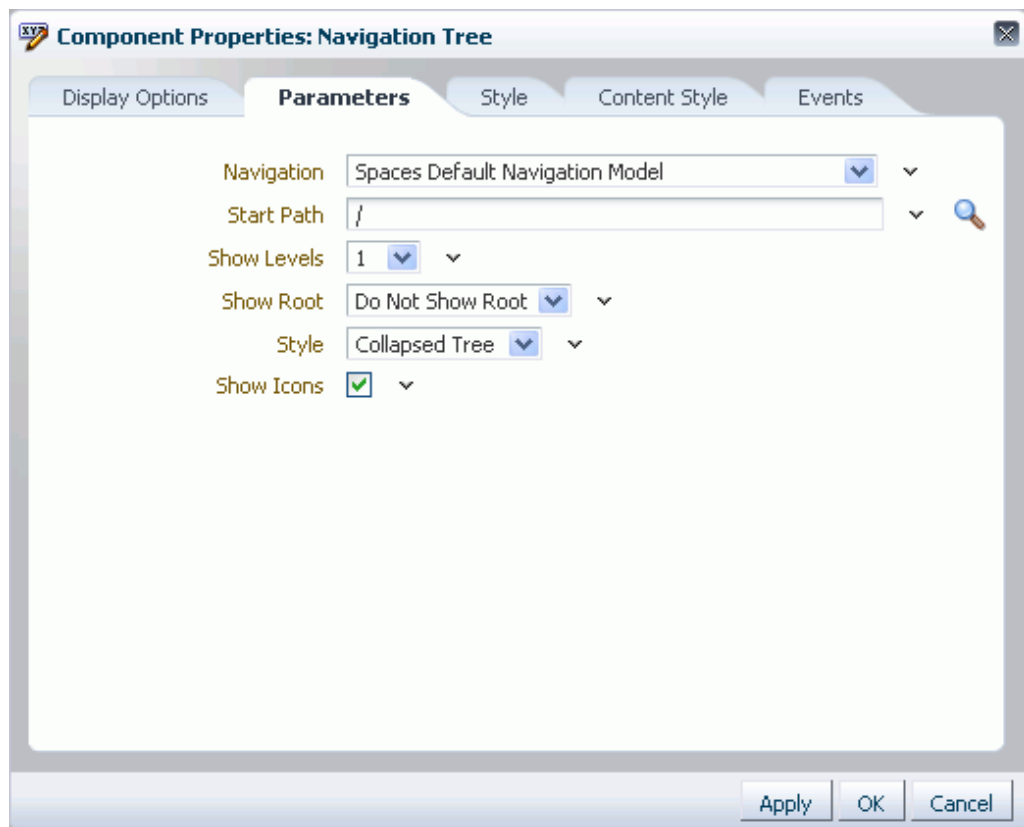 Component Properties: Navigation Tree
Display Options Parameters Style Content Style Events
Navigation Spaces Default Navigation Model
Start Path /
Show Levels 1
Show Root Do Not Show Root
Style Collapsed Tree
Show Icons
Apply OK Cancel